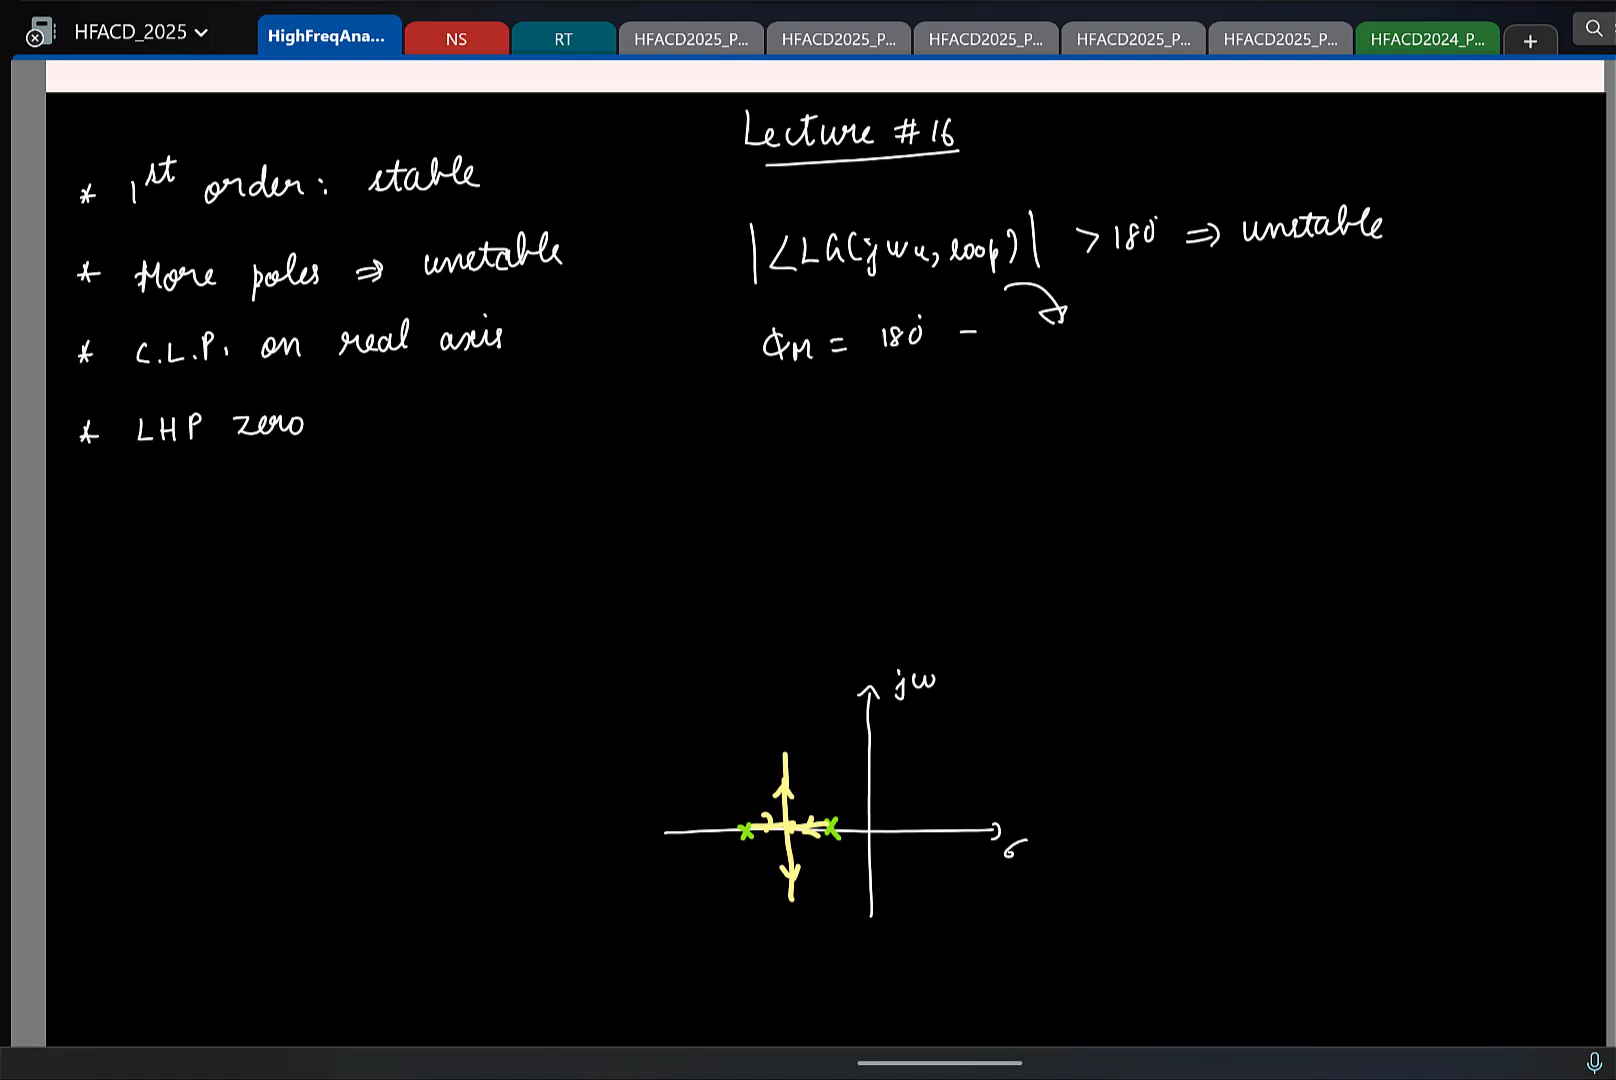 HFACD_2025
HighFreqAna...
NS
RT
HFACD2025_P...
HFACD2025_P...
HFACD2025_P...
HFACD2025_P...
HFACD2025_P...
HFACD2024_P...
Lecture #16
* 1st order: stable
* More poles ⇒ unstable
* C.L.P. on real axis
* LHP zero
|∠LG(jωu,loop)| > 180° ⇒ unstable
ϕM = 180° -
jω
σ